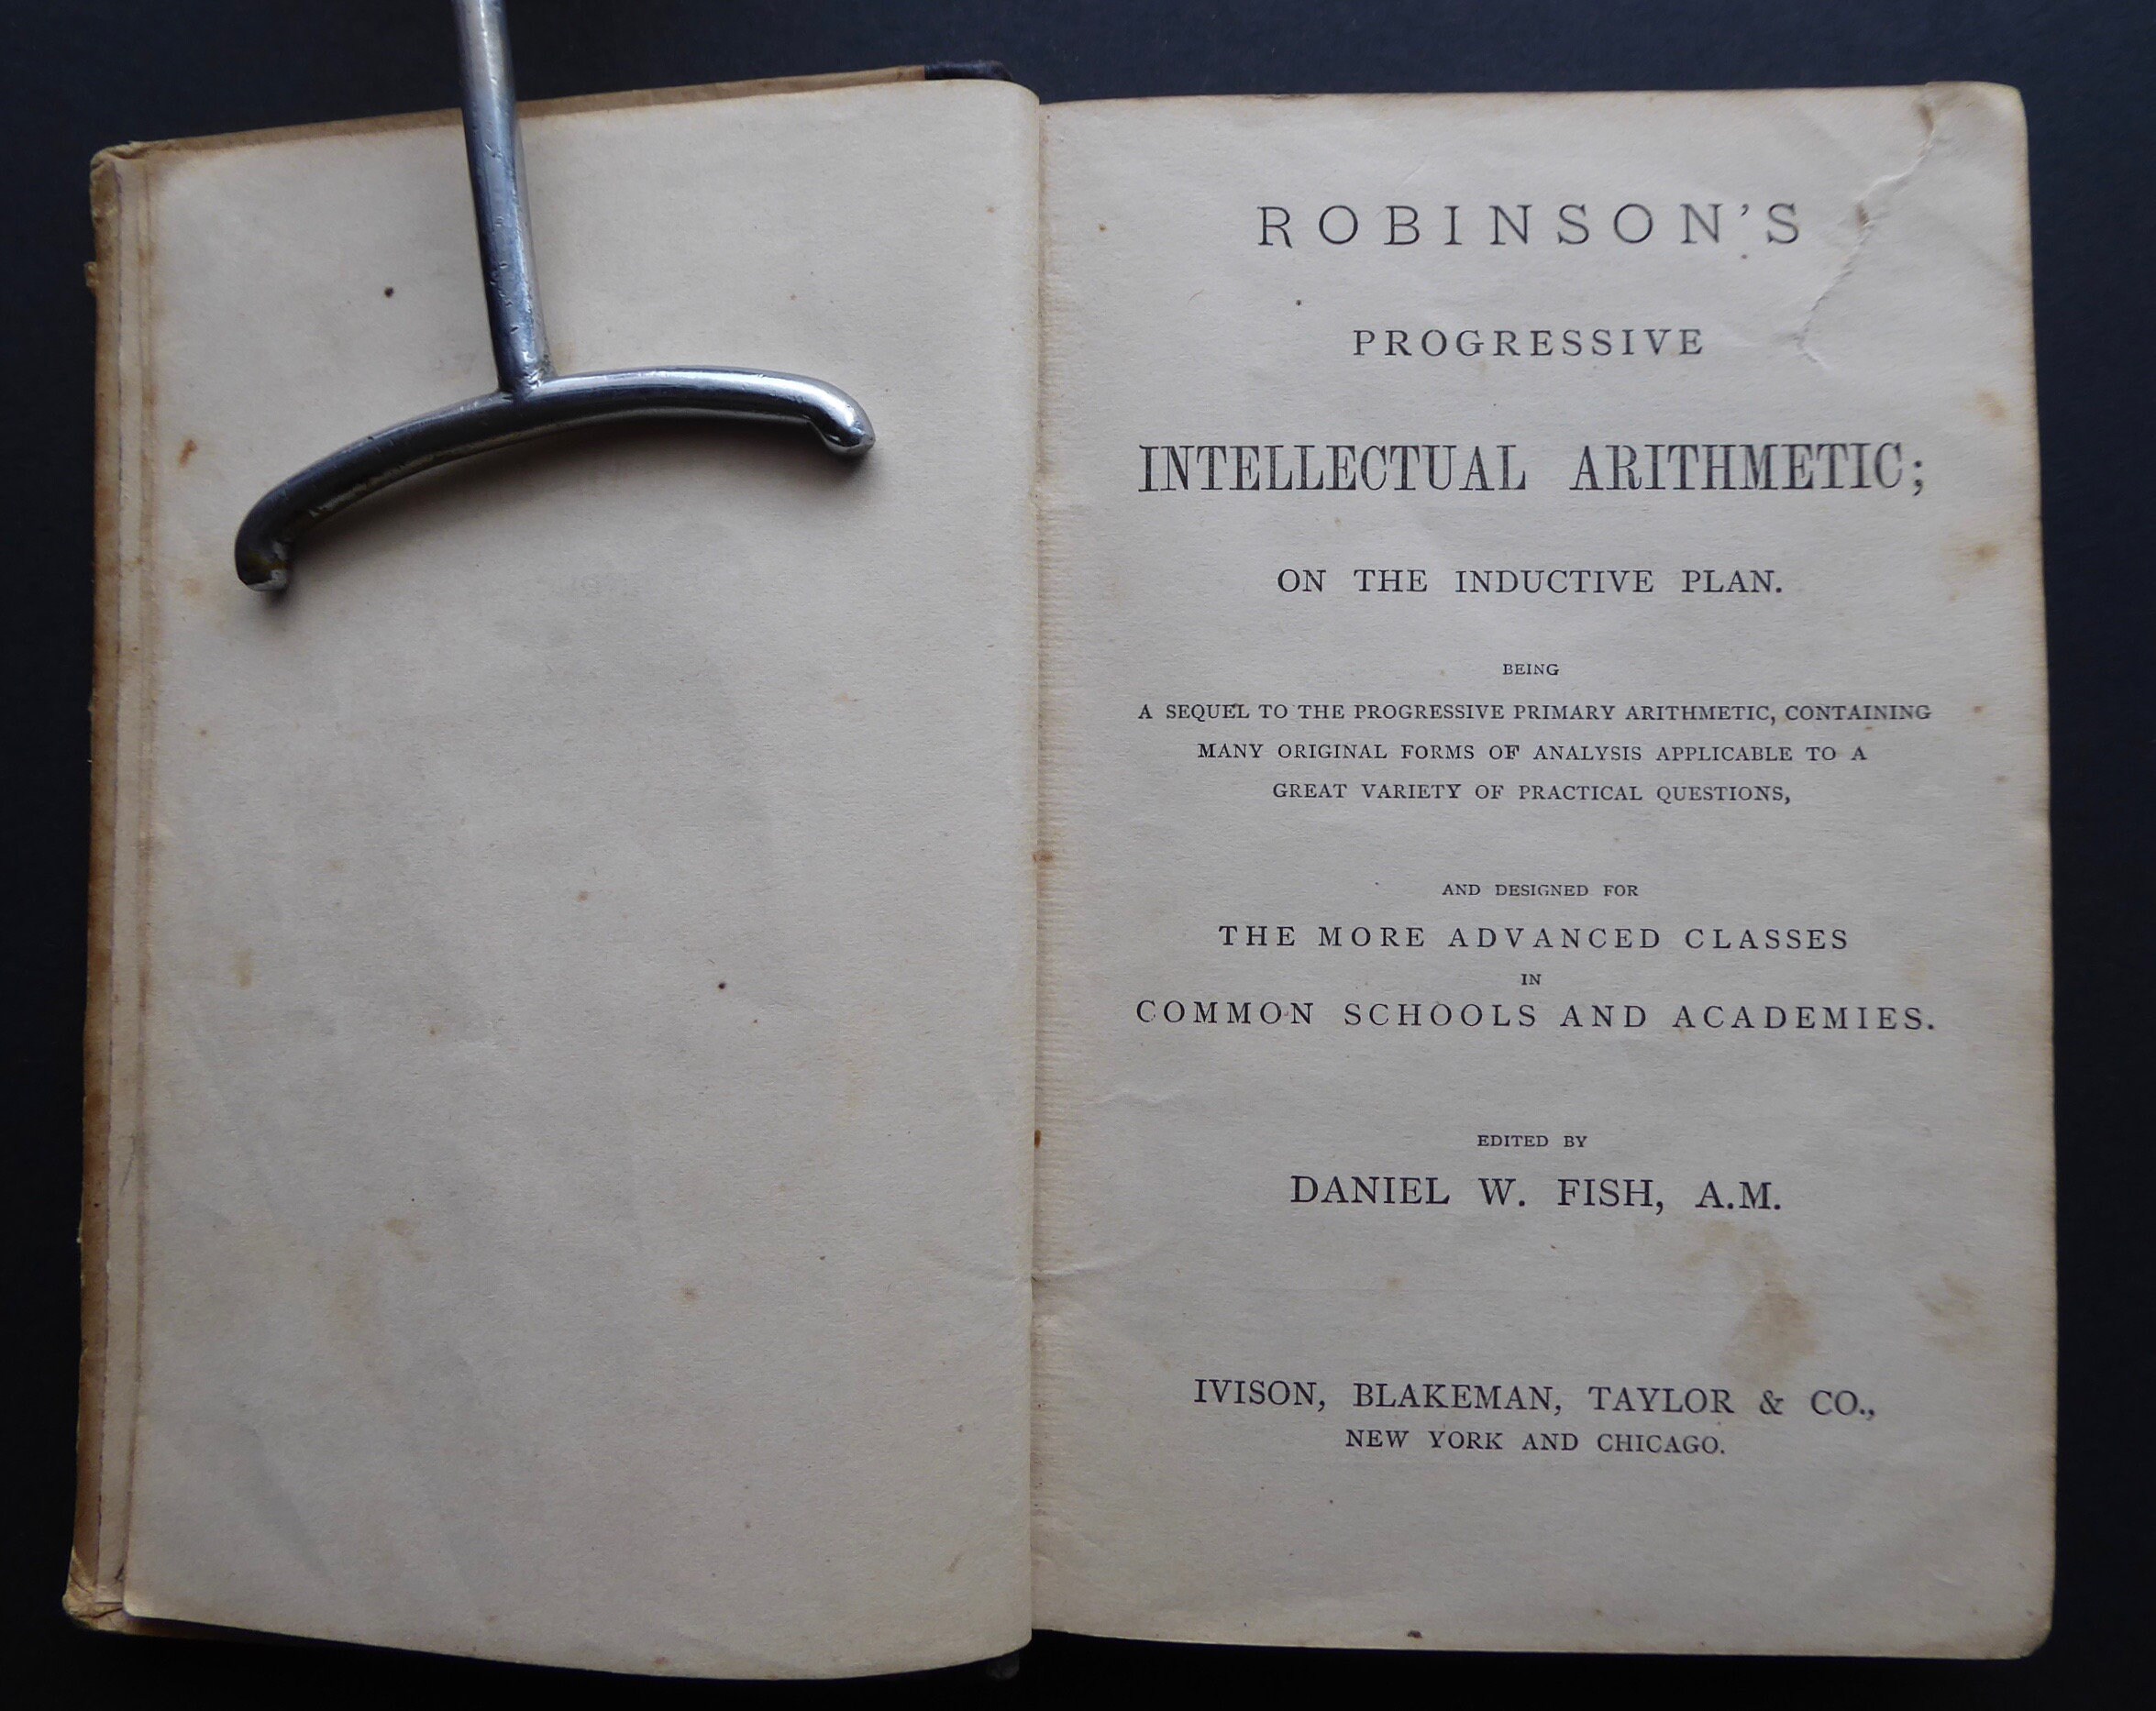 ROBINSON'S
PROGRESSIVE
INTELLECTUAL ARITHMETIC;
ON THE INDUCTIVE PLAN.
BEING
A SEQUEL TO THE PROGRESSIVE PRIMARY ARITHMETIC, CONTAINING
MANY ORIGINAL FORMS OF ANALYSIS APPLICABLE TO A
GREAT VARIETY OF PRACTICAL QUESTIONS,
AND DESIGNED FOR
THE MORE ADVANCED CLASSES
IN
COMMON SCHOOLS AND ACADEMIES.
EDITED BY
DANIEL W. FISH, A.M.
IVISON, BLAKEMAN, TAYLOR & CO.,
NEW YORK AND CHICAGO.